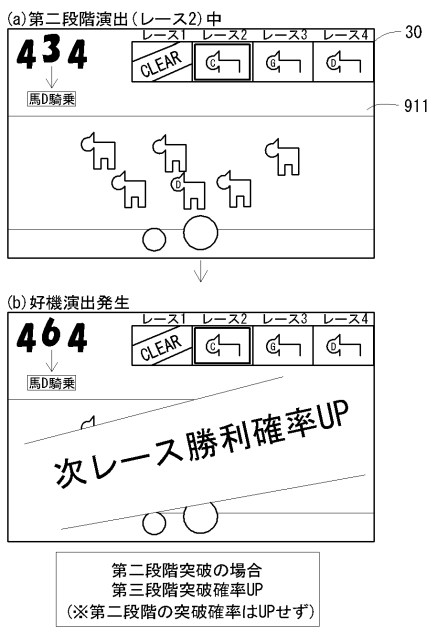 (a)第二段階演出(レース2)中
434
馬D騎乗
レース1 レース2 レース3 レース4
CLEAR C G D
30
911
D
(b)好機演出発生
464
馬D騎乗
レース1 レース2 レース3 レース4
CLEAR C G D
次レース勝利確率UP
第二段階突破の場合
第三段階突破確率UP
(※第二段階の突破確率はUPせず)